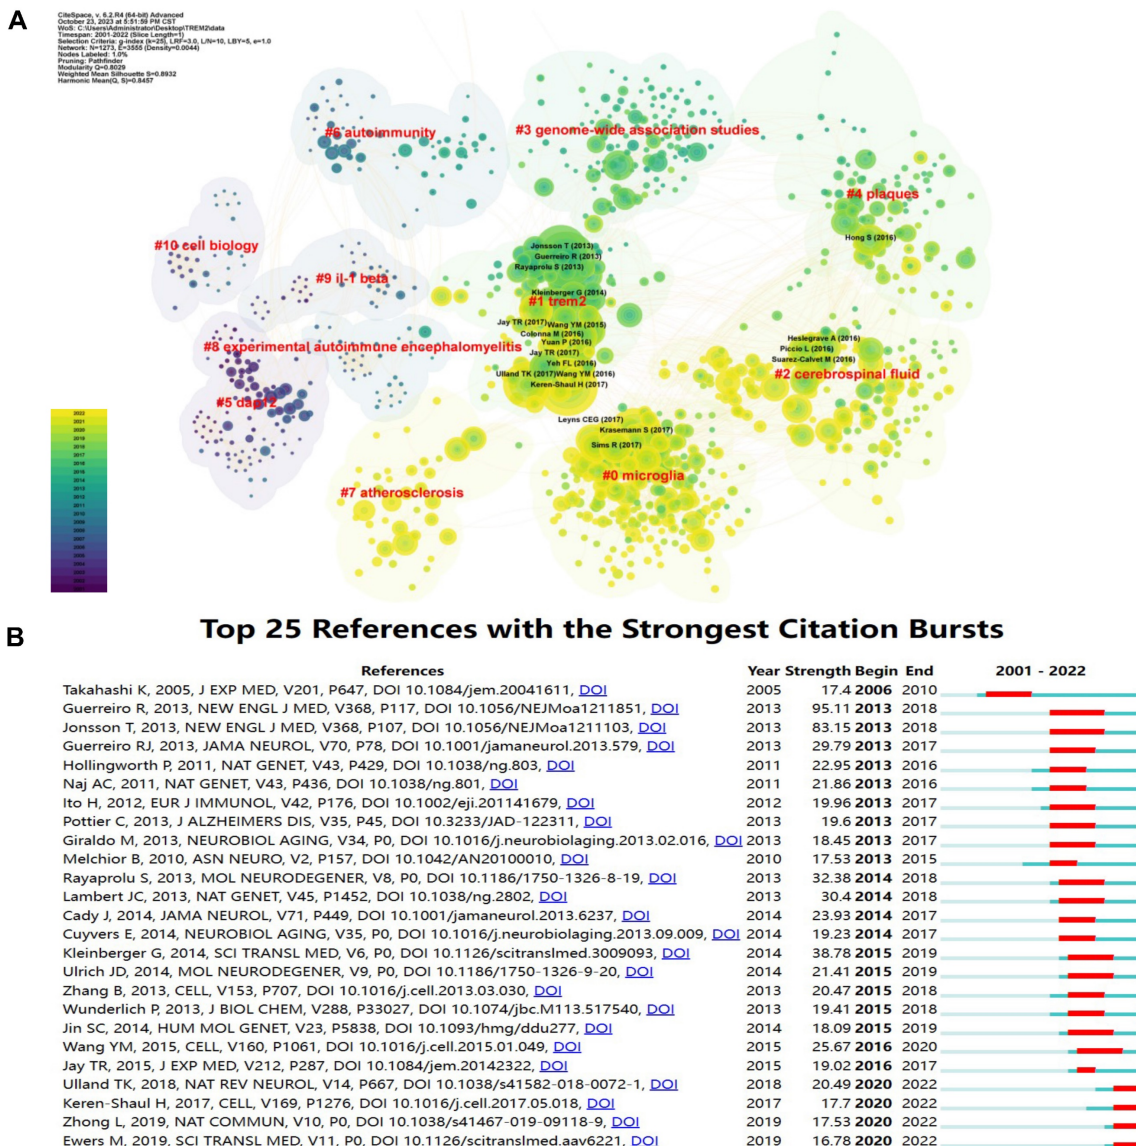 A
CiteSpace, v. 6.2.R4 (64-bit) Advanced
October 23, 2023 at 5:51:59 PM CST
WoS: C:\Users\Administrator\Desktop\TREM2\data
Timespan: 2001-2022 (Slice Length=1)
Selection Criteria: g-index (k=25), LRF=3.0, L/N=10, LBY=5, e=1.0
Network: N=1273, E=3555 (Density=0.0044)
Nodes Labeled: 1.0%
Pruning: Pathfinder
Modularity Q=0.8029
Weighted Mean Silhouette S=0.8932
Harmonic Mean(Q, S)=0.8457
#6 autoimmunity
#3 genome-wide association studies
#4 plaques
Hong S (2016)
#10 cell biology
Jonsson T (2013)
Guerreiro R (2013)
Rayaprolu S (2013)
#9 il-1 beta
Kleinberger G (2014)
#1 trem2
Jay TR (2017)
Wang YM (2015)
Colonna M (2016)
Yuan P (2016)
Jay TR (2017)
Yeh FL (2016)
Ulland TK (2017)
Wang YM (2016)
Keren-Shaul H (2017)
Heslegrave A (2016)
Piccio L (2016)
Suarez-Calvet M (2016)
#2 cerebrospinal fluid
#8 experimental autoimmune encephalomyelitis
#5 dap12
Leyns CEG (2017)
Krasemann S (2017)
Sims R (2017)
#0 microglia
#7 atherosclerosis
2022
2021
2020
2019
2018
2017
2016
2015
2014
2013
2012
2011
2010
2009
2008
2007
2006
2005
2004
2003
2002
2001
B
Top 25 References with the Strongest Citation Bursts
References Year Strength Begin End 2001 - 2022
Takahashi K, 2005, J EXP MED, V201, P647, DOI 10.1084/jem.20041611, DOI 2005 17.4 2006 2010
Guerreiro R, 2013, NEW ENGL J MED, V368, P117, DOI 10.1056/NEJMoa1211851, DOI 2013 95.11 2013 2018
Jonsson T, 2013, NEW ENGL J MED, V368, P107, DOI 10.1056/NEJMoa1211103, DOI 2013 83.15 2013 2018
Guerreiro RJ, 2013, JAMA NEUROL, V70, P78, DOI 10.1001/jamaneurol.2013.579, DOI 2013 29.79 2013 2017
Hollingworth P, 2011, NAT GENET, V43, P429, DOI 10.1038/ng.803, DOI 2011 22.95 2013 2016
Naj AC, 2011, NAT GENET, V43, P436, DOI 10.1038/ng.801, DOI 2011 21.86 2013 2016
Ito H, 2012, EUR J IMMUNOL, V42, P176, DOI 10.1002/eji.201141679, DOI 2012 19.96 2013 2017
Pottier C, 2013, J ALZHEIMERS DIS, V35, P45, DOI 10.3233/JAD-122311, DOI 2013 19.6 2013 2017
Giraldo M, 2013, NEUROBIOL AGING, V34, P0, DOI 10.1016/j.neurobiolaging.2013.02.016, DOI 2013 18.45 2013 2017
Melchior B, 2010, ASN NEURO, V2, P157, DOI 10.1042/AN20100010, DOI 2010 17.53 2013 2015
Rayaprolu S, 2013, MOL NEURODEGENER, V8, P0, DOI 10.1186/1750-1326-8-19, DOI 2013 32.38 2014 2018
Lambert JC, 2013, NAT GENET, V45, P1452, DOI 10.1038/ng.2802, DOI 2013 30.4 2014 2018
Cady J, 2014, JAMA NEUROL, V71, P449, DOI 10.1001/jamaneurol.2013.6237, DOI 2014 23.93 2014 2017
Cuyvers E, 2014, NEUROBIOL AGING, V35, P0, DOI 10.1016/j.neurobiolaging.2013.09.009, DOI 2014 19.23 2014 2017
Kleinberger G, 2014, SCI TRANSL MED, V6, P0, DOI 10.1126/scitranslmed.3009093, DOI 2014 38.78 2015 2019
Ulrich JD, 2014, MOL NEURODEGENER, V9, P0, DOI 10.1186/1750-1326-9-20, DOI 2014 21.41 2015 2019
Zhang B, 2013, CELL, V153, P707, DOI 10.1016/j.cell.2013.03.030, DOI 2013 20.47 2015 2018
Wunderlich P, 2013, J BIOL CHEM, V288, P33027, DOI 10.1074/jbc.M113.517540, DOI 2013 19.41 2015 2018
Jin SC, 2014, HUM MOL GENET, V23, P5838, DOI 10.1093/hmg/ddu277, DOI 2014 18.09 2015 2019
Wang YM, 2015, CELL, V160, P1061, DOI 10.1016/j.cell.2015.01.049, DOI 2015 25.67 2016 2020
Jay TR, 2015, J EXP MED, V212, P287, DOI 10.1084/jem.20142322, DOI 2015 19.02 2016 2017
Ulland TK, 2018, NAT REV NEUROL, V14, P667, DOI 10.1038/s41582-018-0072-1, DOI 2018 20.49 2020 2022
Keren-Shaul H, 2017, CELL, V169, P1276, DOI 10.1016/j.cell.2017.05.018, DOI 2017 17.7 2020 2022
Zhong L, 2019, NAT COMMUN, V10, P0, DOI 10.1038/s41467-019-09118-9, DOI 2019 17.53 2020 2022
Ewers M, 2019, SCI TRANSL MED, V11, P0, DOI 10.1126/scitranslmed.aav6221, DOI 2019 16.78 2020 2022